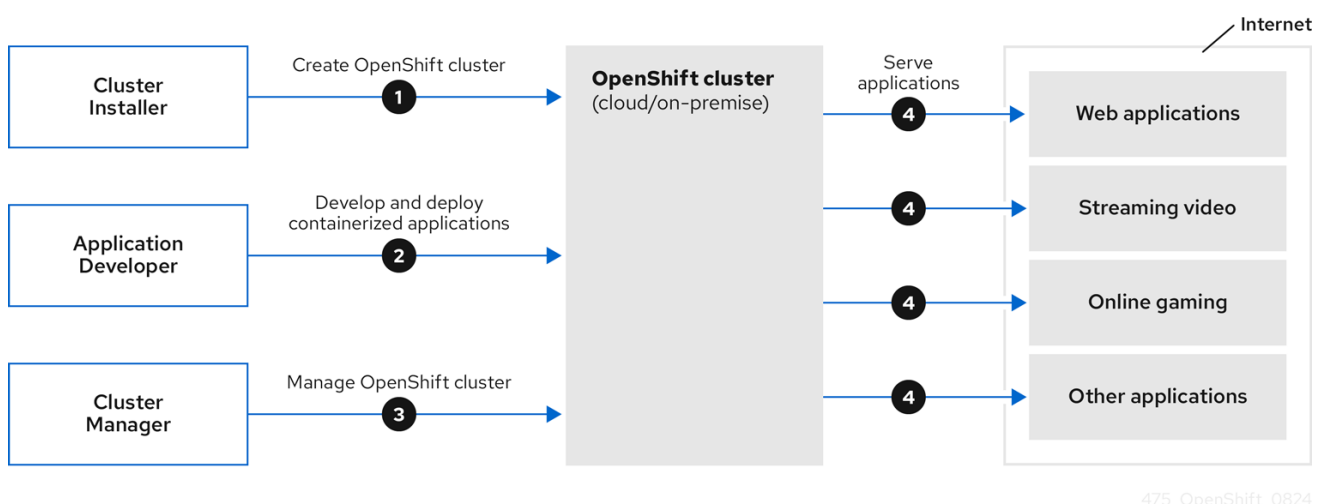 Internet
Cluster
Installer
Create OpenShift cluster
1
OpenShift cluster
(cloud/on-premise)
Serve
applications
4
Web applications
Application
Developer
Develop and deploy
containerized applications
2
4
Streaming video
4
Online gaming
Cluster
Manager
Manage OpenShift cluster
3
4
Other applications
475_OpenShift_0824